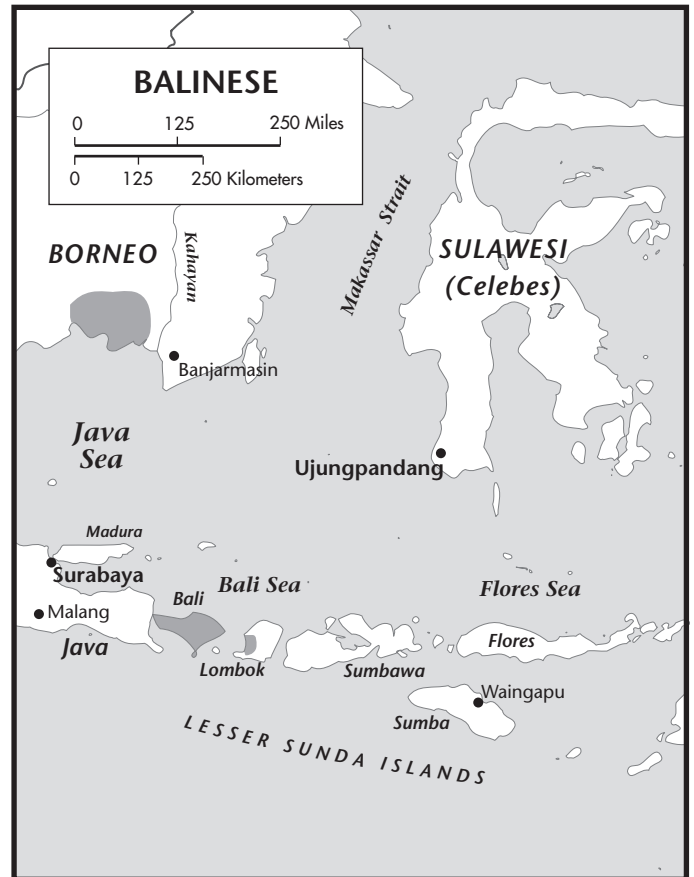 BALINESE
0 125 250 Miles
0 125 250 Kilometers
BORNEO
Kahayan
Makassar Strait
SULAWESI
(Celebes)
Banjarmasin
Java
Sea
Ujungpandang
Madura
Surabaya
Bali
Bali Sea
Flores Sea
Malang
Java
Lombok
Sumbawa
Flores
Waingapu
Sumba
LESSER SUNDA ISLANDS